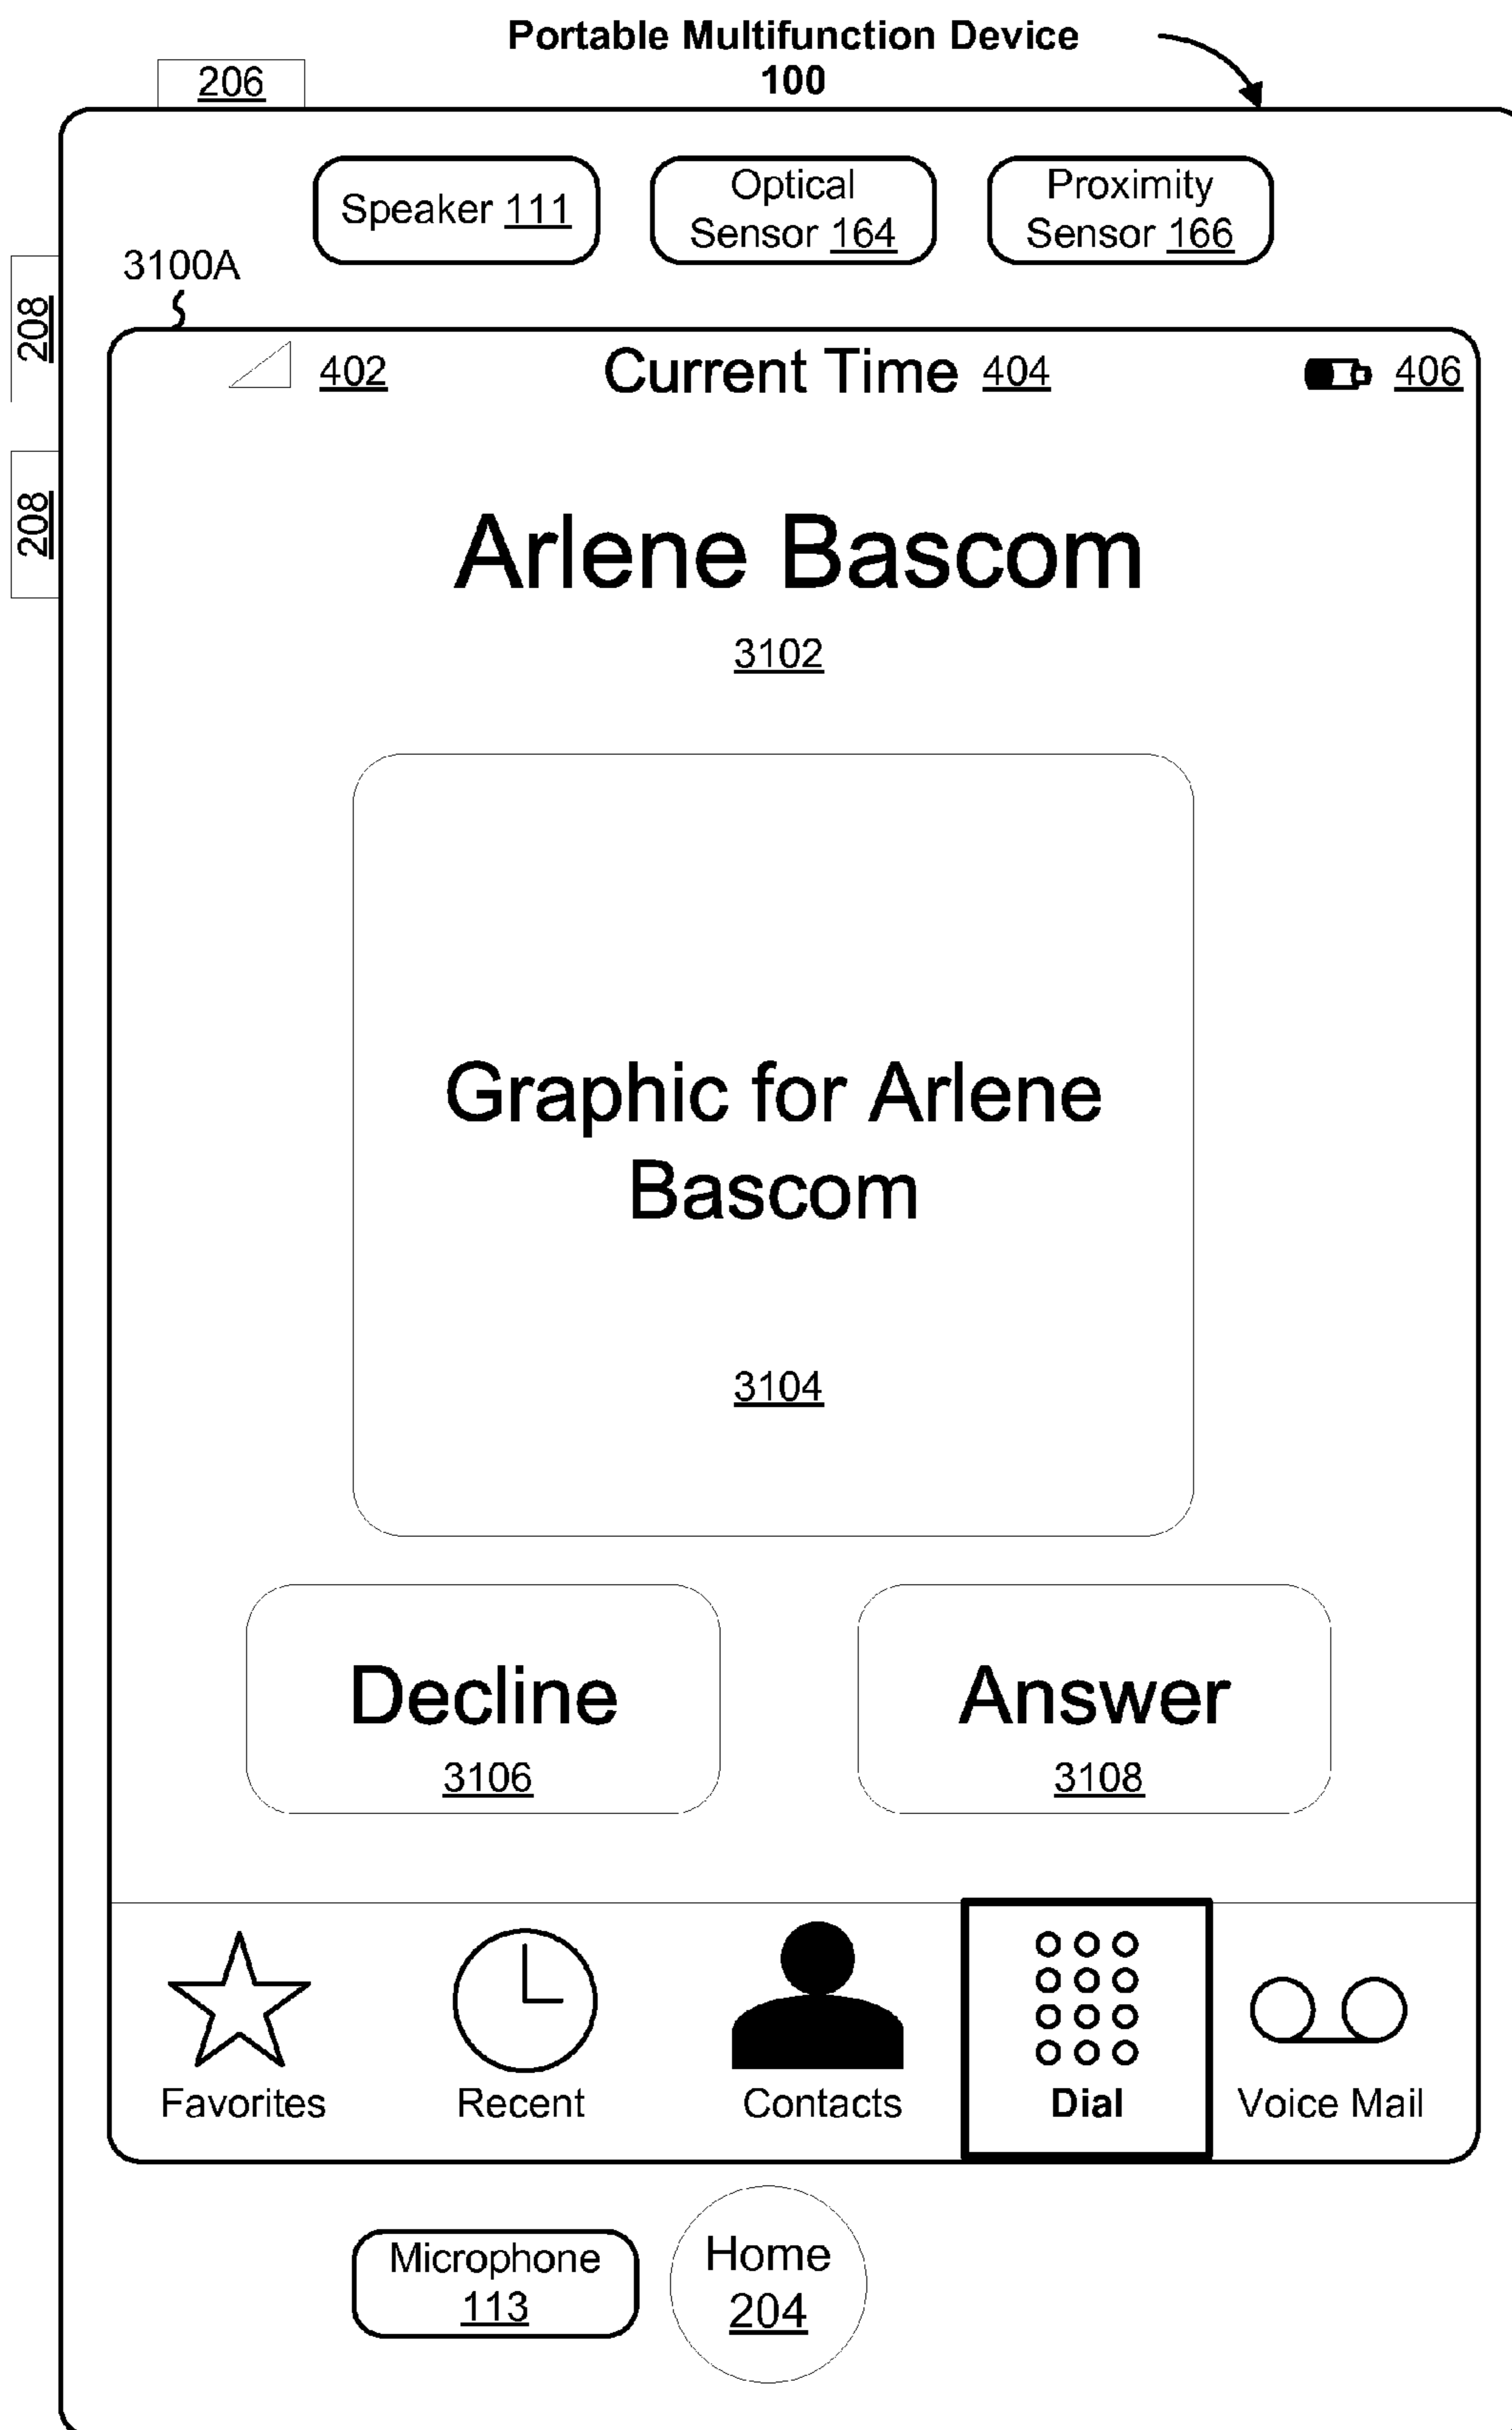 Portable Multifunction Device
100
206
Speaker 111
Optical
Sensor 164
Proximity
Sensor 166
3100A
208
208
402
Current Time 404
406
Arlene Bascom
3102
Graphic for Arlene
Bascom
3104
Decline
3106
Answer
3108
Favorites
Recent
Contacts
Dial
Voice Mail
Microphone
113
Home
204